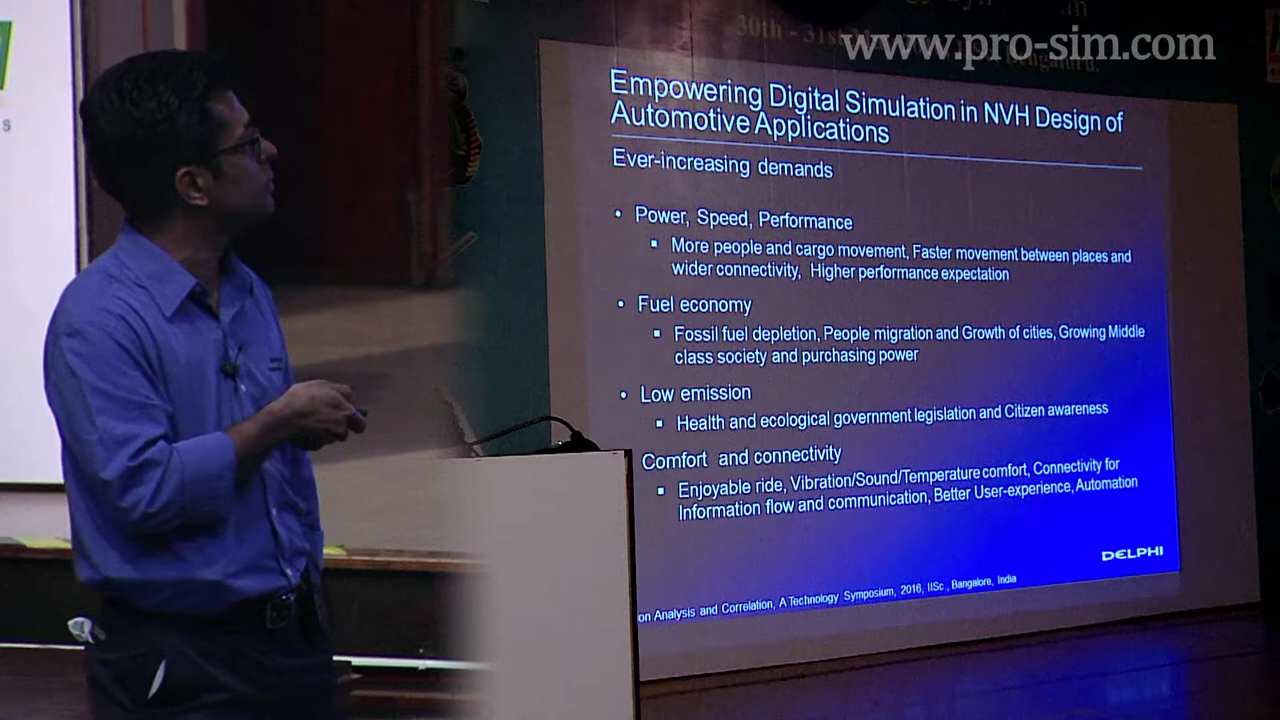 www.pro-sim.com
30th - 31st
Bengaluru.
Empowering Digital Simulation in NVH Design of
Automotive Applications
Ever-increasing demands
• Power, Speed, Performance
▪ More people and cargo movement, Faster movement between places and
wider connectivity, Higher performance expectation
• Fuel economy
▪ Fossil fuel depletion, People migration and Growth of cities, Growing Middle
class society and purchasing power
• Low emission
▪ Health and ecological government legislation and Citizen awareness
Comfort and connectivity
▪ Enjoyable ride, Vibration/Sound/Temperature comfort, Connectivity for
Information flow and communication, Better User-experience, Automation
DELPHI
on Analysis and Correlation, A Technology Symposium, 2016, IISc., Bangalore, India
S